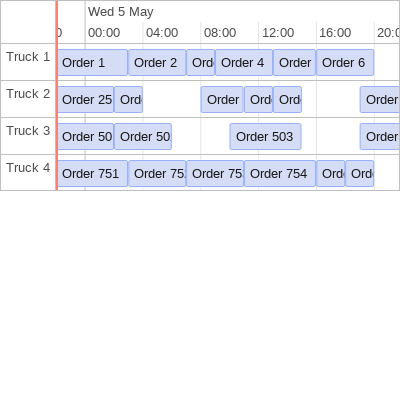 Wed 5 May
0 00:00 04:00 08:00 12:00 16:00 20:0
Truck 1 Order 1 Order 2 Ord Order 4 Order Order 6
Truck 2 Order 25 Ord Order Ord Ord Order
Truck 3 Order 50 Order 50 Order 503 Order
Truck 4 Order 751 Order 75 Order 75 Order 754 Ord Ord